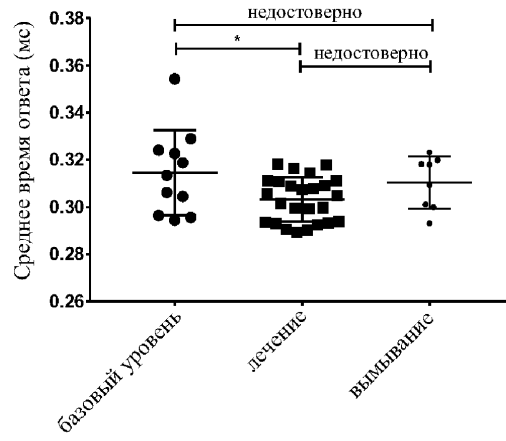 недостоверно
*
недостоверно
Среднее время ответа (мс)
0.38
0.36
0.34
0.32
0.30
0.28
0.26
базовый уровень
лечение
вымывание